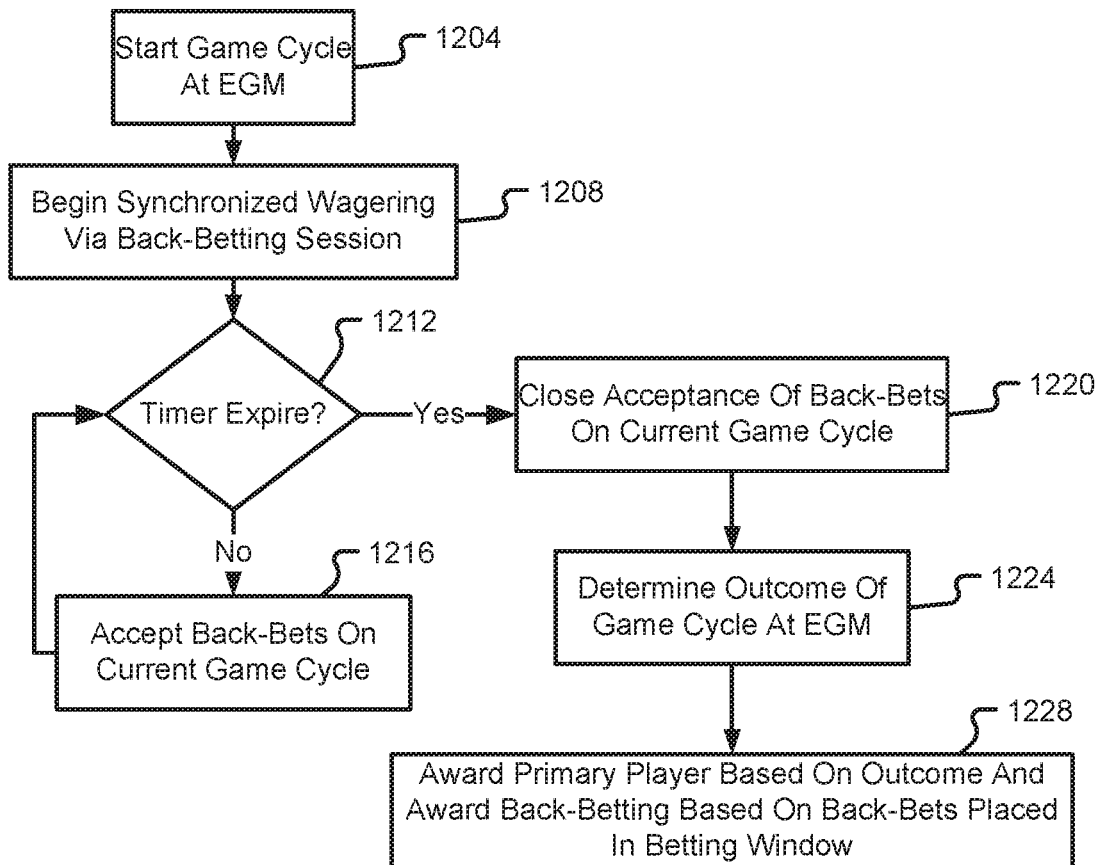 Start Game Cycle
At EGM
1204
Begin Synchronized Wagering
Via Back-Betting Session
1208
Timer Expire?
1212
Yes
No
Accept Back-Bets On
Current Game Cycle
1216
Close Acceptance Of Back-Bets
On Current Game Cycle
1220
Determine Outcome Of
Game Cycle At EGM
1224
Award Primary Player Based On Outcome And
Award Back-Betting Based On Back-Bets Placed
In Betting Window
1228